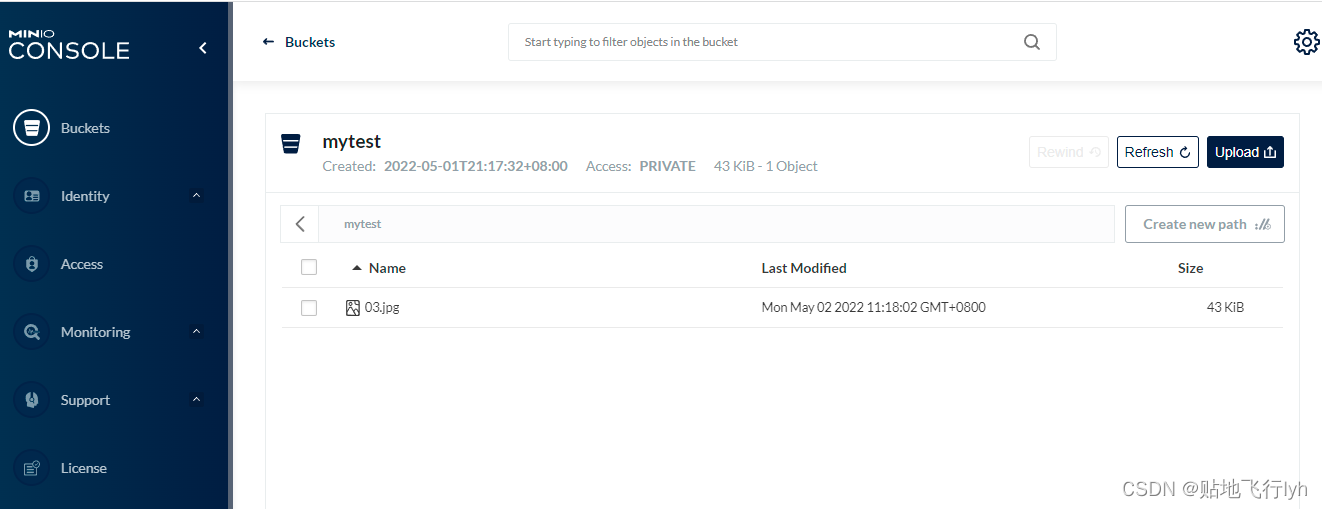 MINIO
CONSOLE
Buckets
Identity
Access
Monitoring
Support
License
Buckets
Start typing to filter objects in the bucket
mytest
Created: 2022-05-01T21:17:32+08:00 Access: PRIVATE 43 KiB - 1 Object
Rewind
Refresh
Upload
mytest
Create new path
Name Last Modified Size
03.jpg Mon May 02 2022 11:18:02 GMT+0800 43 KiB
CSDN @贴地飞行lyh